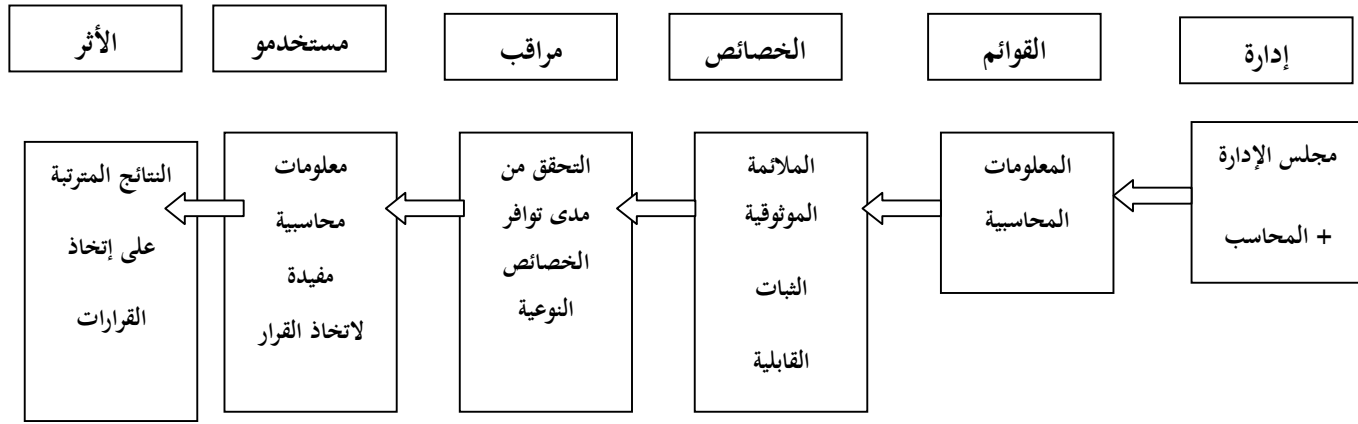 إدارة
القوائم
الخصائص
مراقب
مستخدمو
الأثر
مجلس الإدارة
+ المحاسب
المعلومات
المحاسبية
الملائمة
الموثوقية
الثبات
القابلية
التحقق من
مدى توافر
الخصائص
النوعية
معلومات
محاسبية
مفيدة
لاتخاذ القرار
النتائج المترتبة
على إتخاذ
القرارات